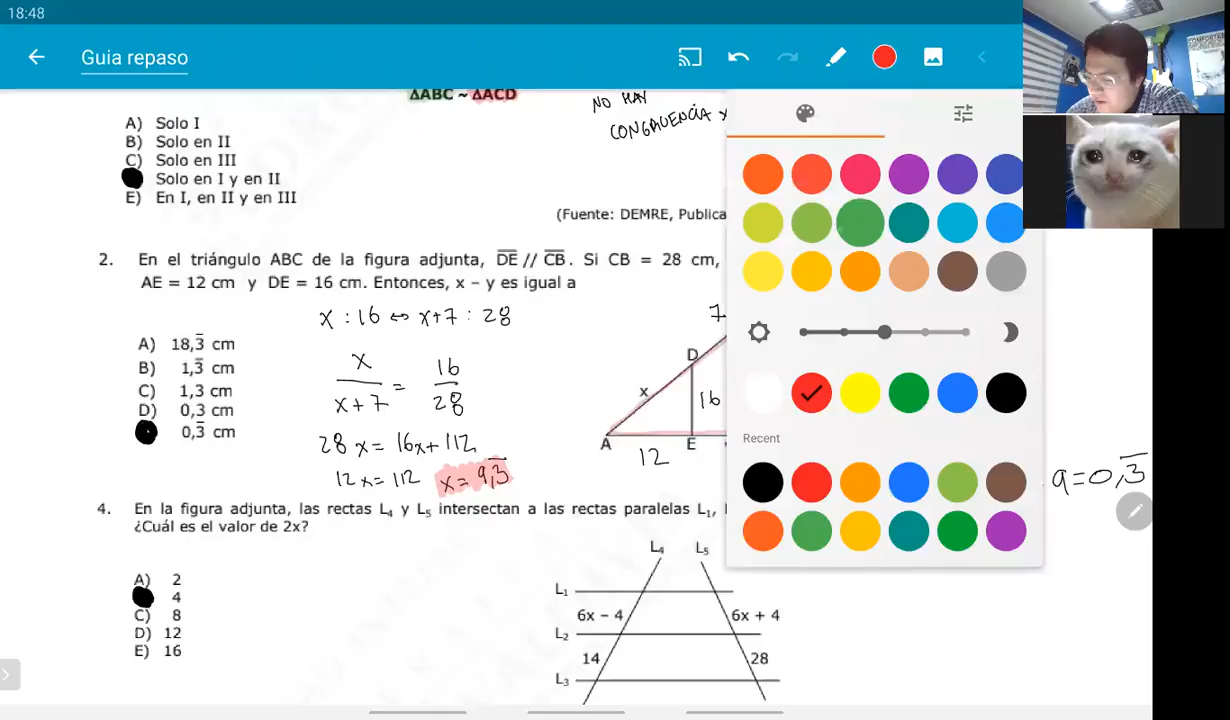 18:48
Guia repaso
ΔABC ~ ΔACD
NO HAY
CONGRUENCIA
A) Solo I
B) Solo en II
C) Solo en III
Solo en I y en II
E) En I, en II y en III
(Fuente: DEMRE, Publica
2. En el triángulo ABC de la figura adjunta, D̅E̅ // C̅B̅. Si CB = 28 cm,
AE = 12 cm y DE = 16 cm. Entonces, x – y es igual a
x : 16 ↔ x+7 : 28
A) 18,3̅ cm
B) 1,3̅ cm
C) 1,3 cm
D) 0,3 cm
0,3̅ cm
x / x+7 = 16 / 28
28x = 16x + 112
12x = 112 x = 9,3̅
7
D
x
16
A
E
12
9 = 0,3̅
4. En la figura adjunta, las rectas L₄ y L₅ intersectan a las rectas paralelas L₁,
¿Cuál es el valor de 2x?
A) 2
4
C) 8
D) 12
E) 16
L₄ L₅
L₁
6x – 4 6x + 4
L₂
14 28
L₃
Recent